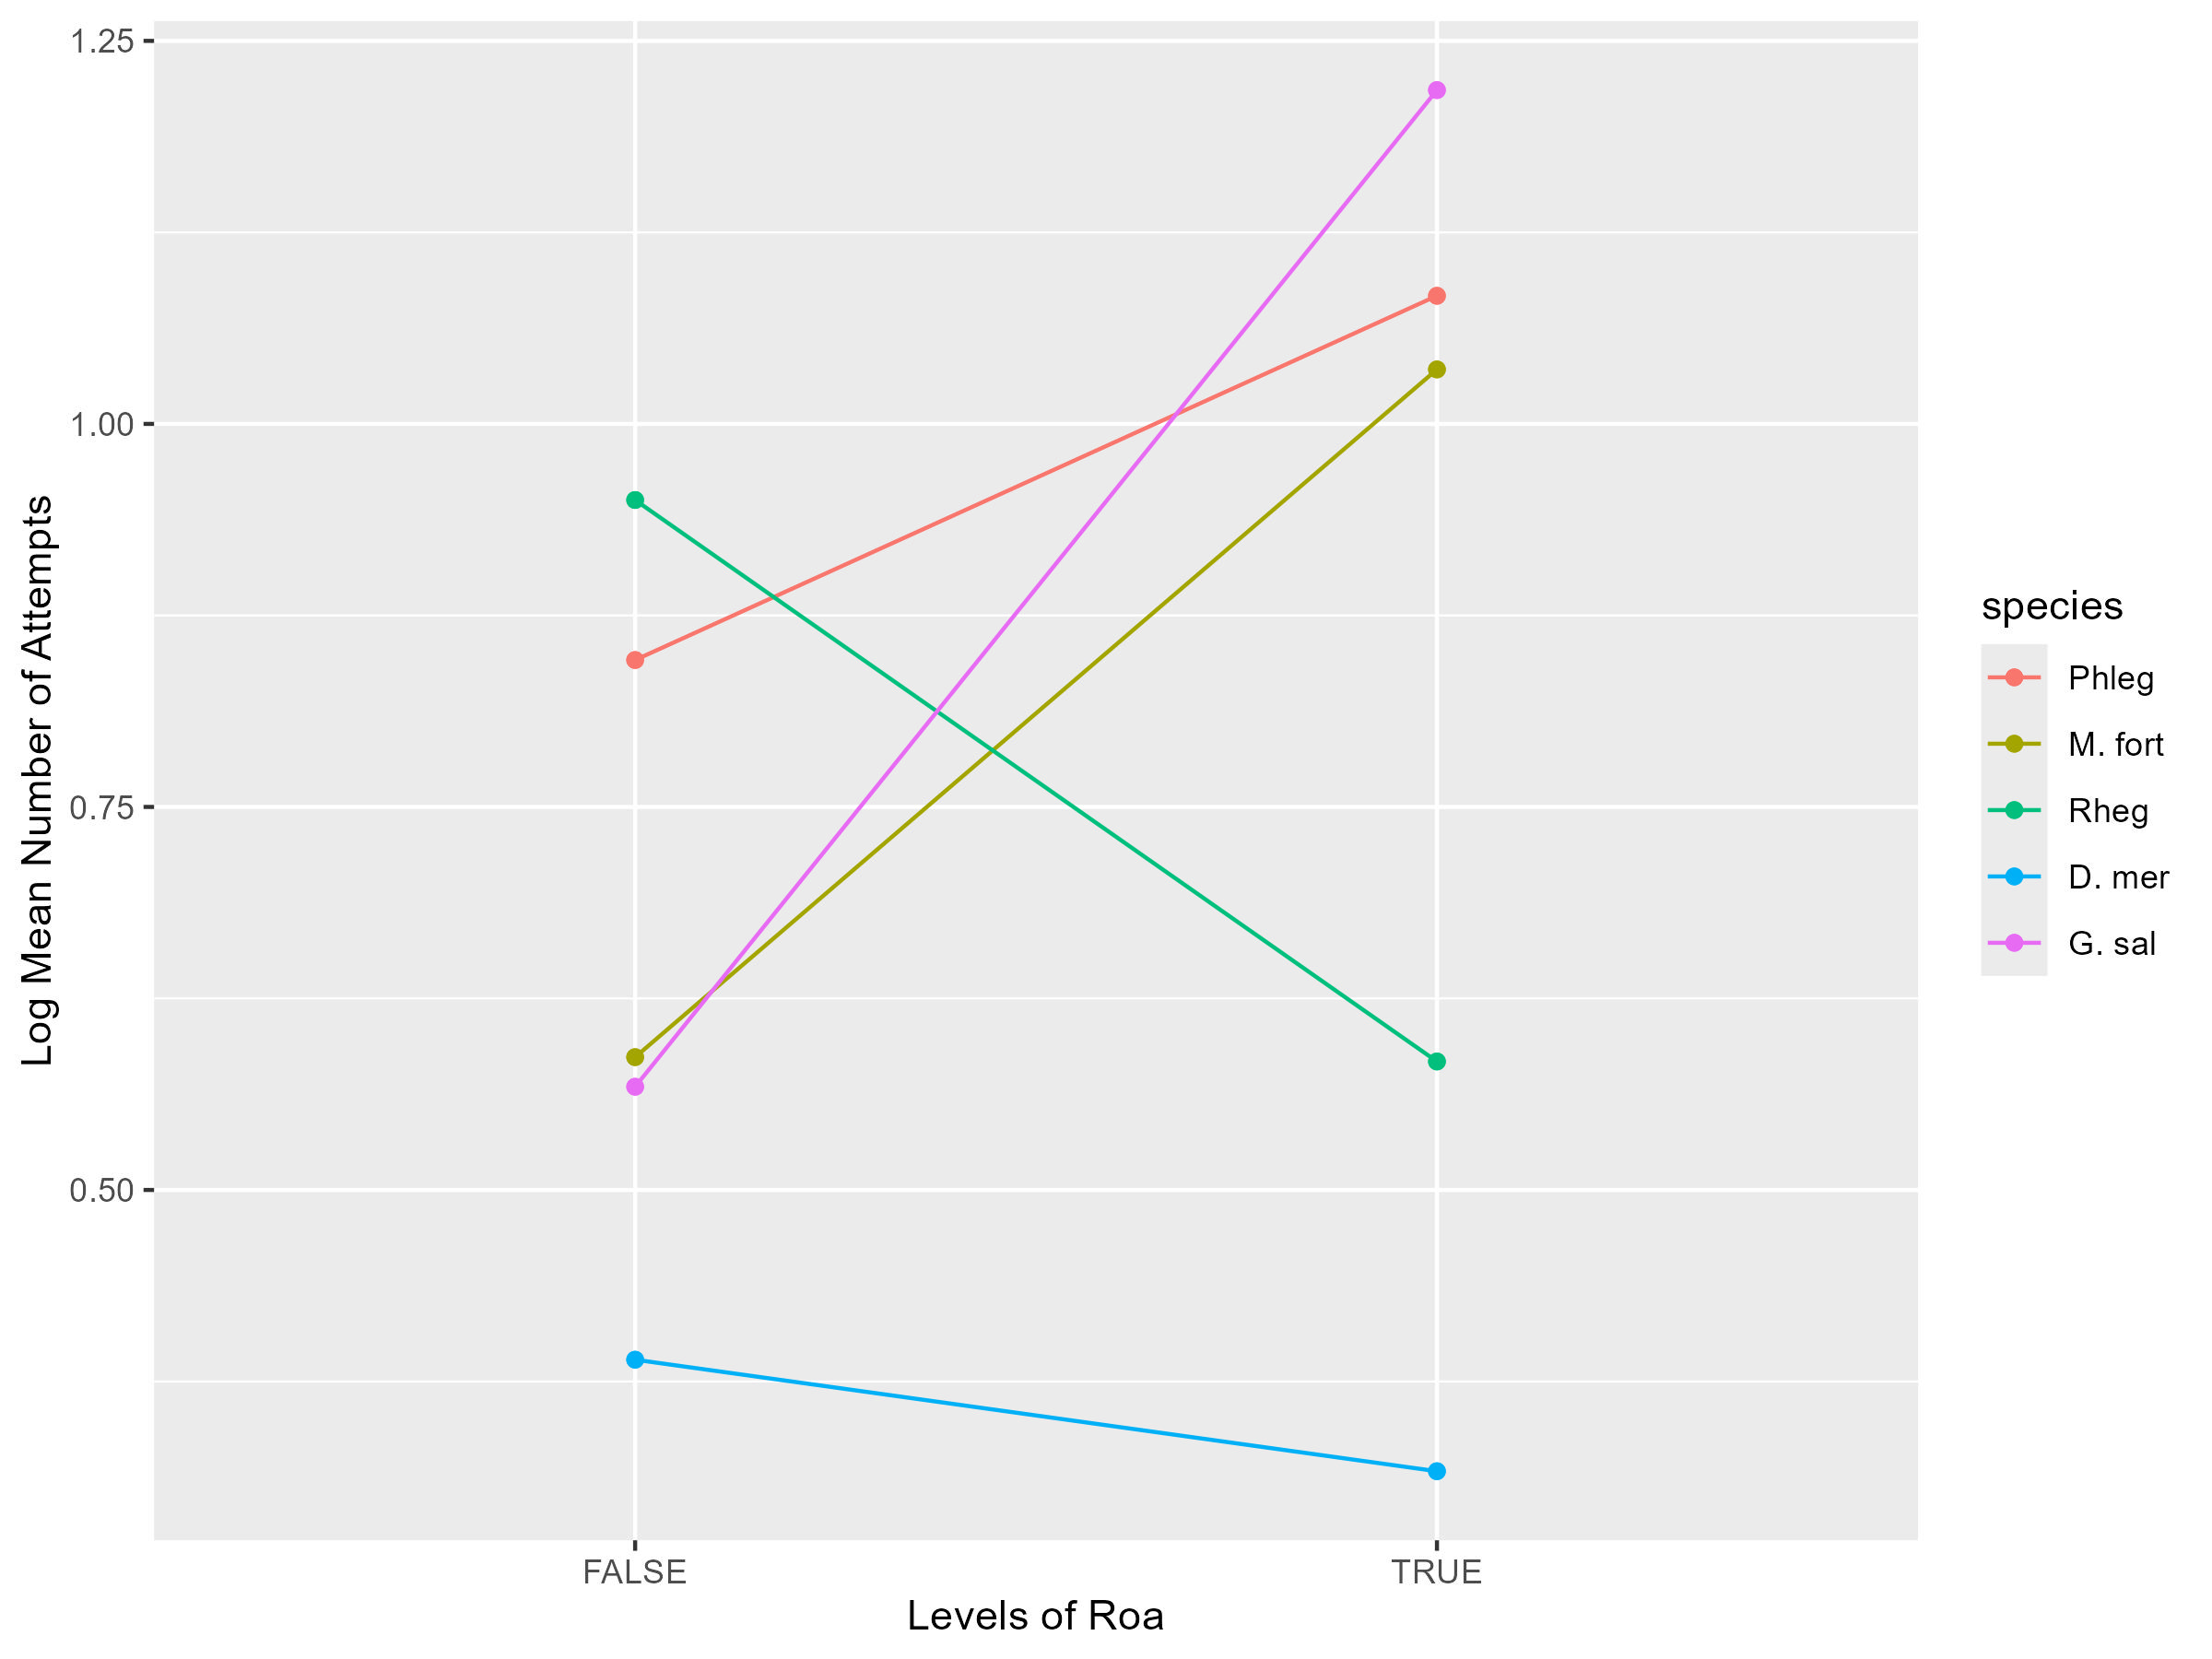 1.25
1.00
0.75
0.50
Log Mean Number of Attempts
FALSE
TRUE
Levels of Roa
species
Phleg
M. fort
Rheg
D. mer
G. sal